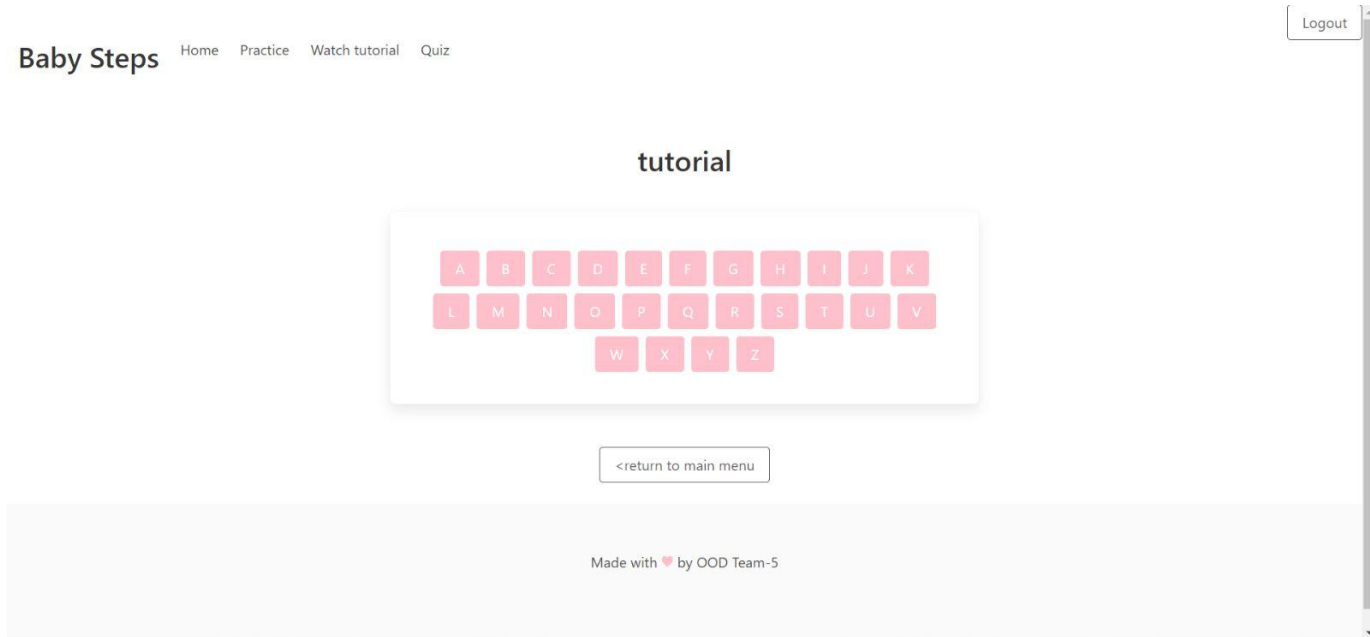 Logout
Baby Steps Home Practice Watch tutorial Quiz
tutorial
A B C D E F G H I J K
L M N O P Q R S T U V
W X Y Z
<return to main menu
Made with ♥ by OOD Team-5